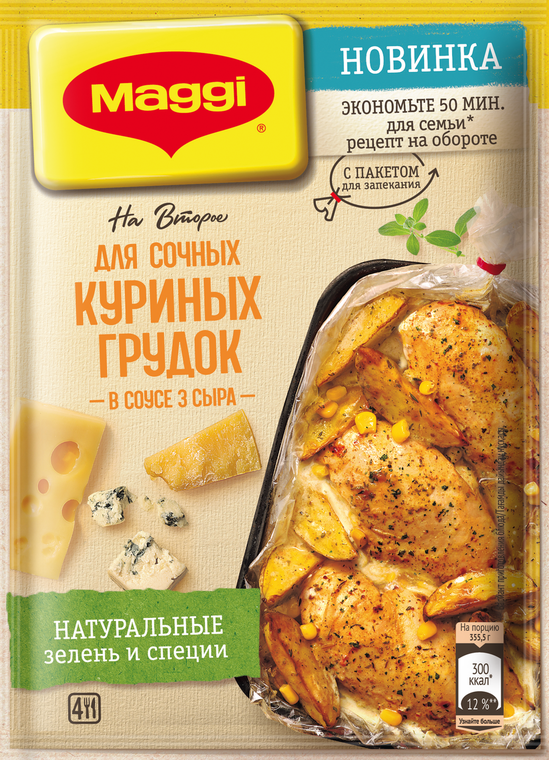 Maggi
®
НОВИНКА
ЭКОНОМЬТЕ 50 МИН.
для семьи*
рецепт на обороте
С ПАКЕТОМ
для запекания
На Второе
ДЛЯ СОЧНЫХ
КУРИНЫХ
ГРУДОК
– В СОУСЕ 3 СЫРА –
НАТУРАЛЬНЫЕ
зелень и специи
4
На порцию
355,5 г
300
ккал*
12 %**
Узнайте больше